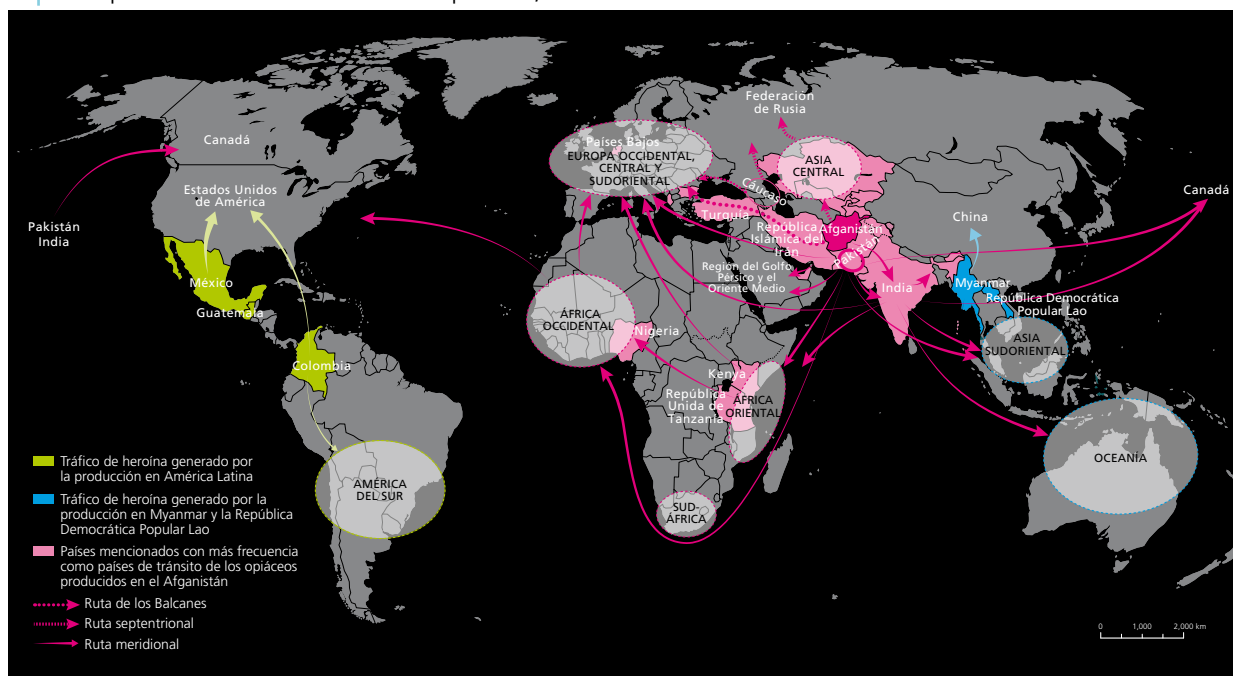 Canadá
Federación
de Rusia
Países Bajos
EUROPA OCCIDENTAL,
CENTRAL Y
SUDORIENTAL
ASIA
CENTRAL
Estados Unidos
de América
Cáucaso
Canadá
Pakistán
India
Turquía
República
Islámica del
Irán
Afganistán
Pakistán
China
Región del Golfo
Pérsico y el
Oriente Medio
India
Myanmar
República Democrática
Popular Lao
México
Guatemala
ÁFRICA
OCCIDENTAL
Nigeria
ASIA
SUDORIENTAL
Colombia
Kenya
República
Unida de
Tanzanía
ÁFRICA
ORIENTAL
OCEANÍA
AMÉRICA
DEL SUR
SUD-
ÁFRICA
Tráfico de heroína generado por
la producción en América Latina
Tráfico de heroína generado por la
producción en Myanmar y la República
Democrática Popular Lao
Países mencionados con más frecuencia
como países de tránsito de los opiáceos
producidos en el Afganistán
Ruta de los Balcanes
Ruta septentrional
Ruta meridional
0 1,000 2,000 km